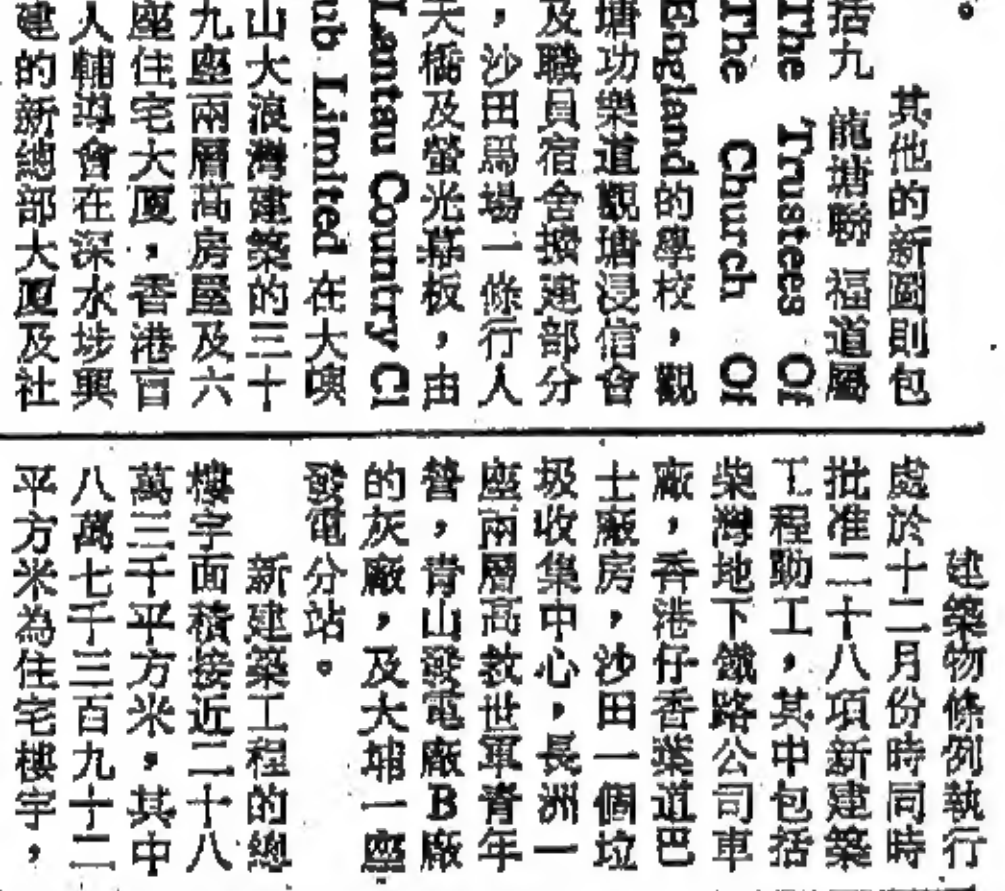 。
其他的新圖則包
括九 龍塘聯 福道屬
The Trustees Of
The Church Of
England的學校，觀
塘功樂道觀塘浸信會
及職員宿舍擴建部分
，沙田馬場一條行人
天橋及螢光幕板，由
Lantau Country Cl
ub Limited 在大嶼
山大浪灣建築的三十
九座兩層高房屋及六
座住宅大厦，香港盲
人輔導會在深水埗興
建的新總部大厦及社
建築物條例執行
處於十二月份時同時
批准二十八項新建築
工程動工，其中包括
柴灣地下鐵路公司車
廠，香港仔香葉道巴
士廠房，沙田一個垃
圾收集中心，長洲一
座兩層高救世軍青年
營，青山發電廠B廠
的灰廠，及大埔一座
發電分站。
新建築工程的總
樓宇面積接近二十八
萬三千平方米，其中
八萬七千三百九十二
平方米為住宅樓宇，